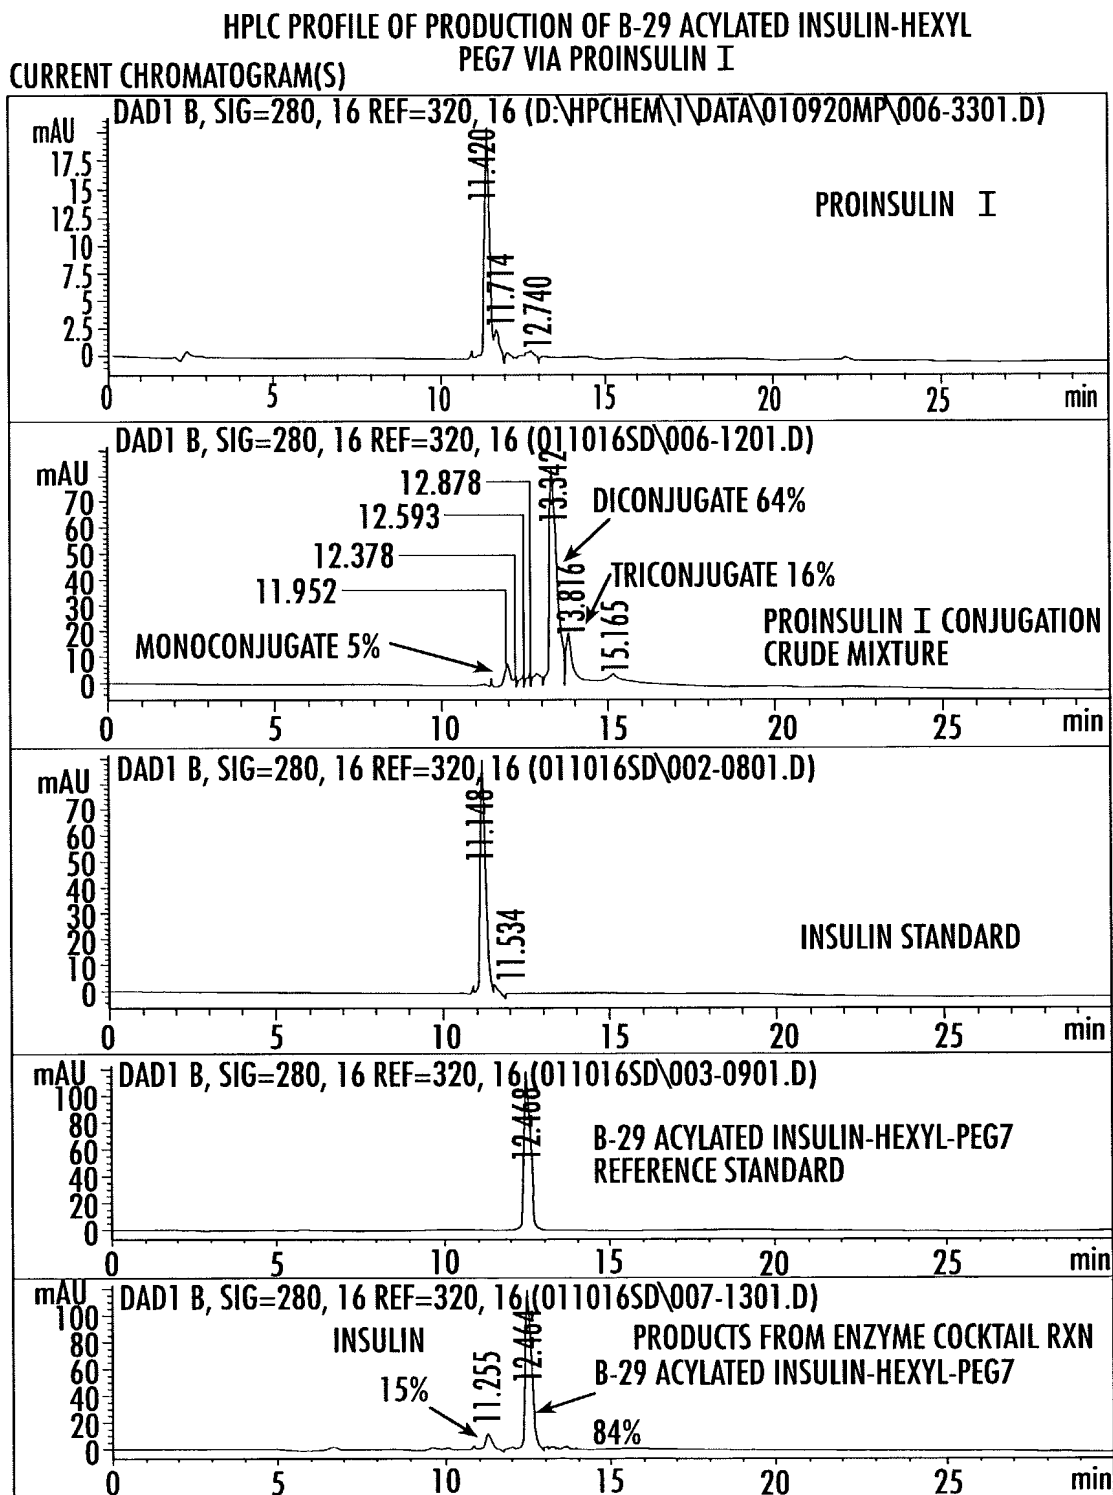 HPLC PROFILE OF PRODUCTION OF B-29 ACYLATED INSULIN-HEXYL
PEG7 VIA PROINSULIN I
CURRENT CHROMATOGRAM(S)
DAD1 B, SIG=280, 16 REF=320, 16 (D:\HPCHEM\1\DATA\010920MP\006-3301.D)
mAU
17.5
15
12.5
10
7.5
5
2.5
0
11.420
11.714
12.740
PROINSULIN I
0 5 10 15 20 25 min
DAD1 B, SIG=280, 16 REF=320, 16 (011016SD\006-1201.D)
mAU
70
60
50
40
30
20
10
0
12.878
12.593
12.378
11.952
MONOCONJUGATE 5%
13.342
DICONJUGATE 64%
13.816
TRICONJUGATE 16%
15.165
PROINSULIN I CONJUGATION
CRUDE MIXTURE
0 5 10 15 20 25 min
DAD1 B, SIG=280, 16 REF=320, 16 (011016SD\002-0801.D)
mAU
70
60
50
40
30
20
10
0
11.148
11.534
INSULIN STANDARD
0 5 10 15 20 25 min
DAD1 B, SIG=280, 16 REF=320, 16 (011016SD\003-0901.D)
mAU
100
80
60
40
20
0
12.468
B-29 ACYLATED INSULIN-HEXYL-PEG7
REFERENCE STANDARD
0 5 10 15 20 25 min
DAD1 B, SIG=280, 16 REF=320, 16 (011016SD\007-1301.D)
mAU
100
80
60
40
20
0
INSULIN
15%
11.255
12.464
PRODUCTS FROM ENZYME COCKTAIL RXN
B-29 ACYLATED INSULIN-HEXYL-PEG7
84%
0 5 10 15 20 25 min